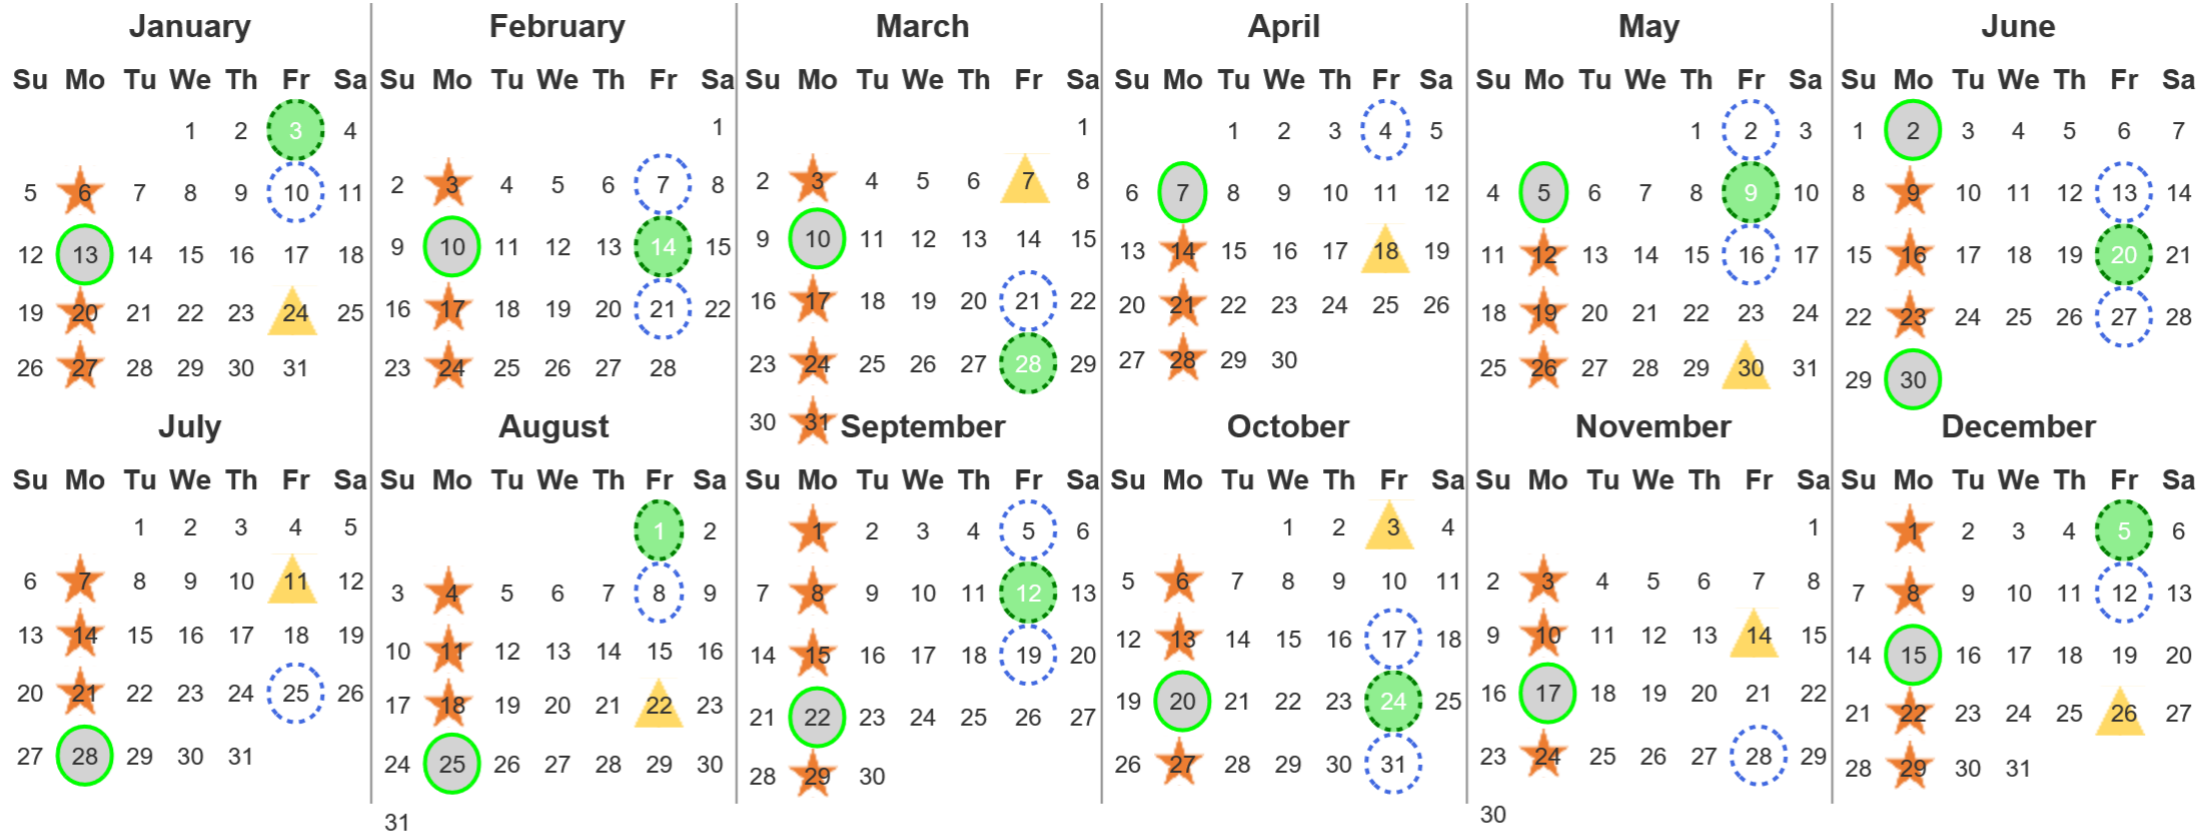 January
Su Mo Tu We Th Fr Sa
1 2 3 4
5 6 7 8 9 10 11
12 13 14 15 16 17 18
19 20 21 22 23 24 25
26 27 28 29 30 31
February
Su Mo Tu We Th Fr Sa
1
2 3 4 5 6 7 8
9 10 11 12 13 14 15
16 17 18 19 20 21 22
23 24 25 26 27 28
March
Su Mo Tu We Th Fr Sa
1
2 3 4 5 6 7 8
9 10 11 12 13 14 15
16 17 18 19 20 21 22
23 24 25 26 27 28 29
30 31
April
Su Mo Tu We Th Fr Sa
1 2 3 4 5
6 7 8 9 10 11 12
13 14 15 16 17 18 19
20 21 22 23 24 25 26
27 28 29 30
May
Su Mo Tu We Th Fr Sa
1 2 3
4 5 6 7 8 9 10
11 12 13 14 15 16 17
18 19 20 21 22 23 24
25 26 27 28 29 30 31
June
Su Mo Tu We Th Fr Sa
1 2 3 4 5 6 7
8 9 10 11 12 13 14
15 16 17 18 19 20 21
22 23 24 25 26 27 28
29 30
July
Su Mo Tu We Th Fr Sa
1 2 3 4 5
6 7 8 9 10 11 12
13 14 15 16 17 18 19
20 21 22 23 24 25 26
27 28 29 30 31
August
Su Mo Tu We Th Fr Sa
1 2
3 4 5 6 7 8 9
10 11 12 13 14 15 16
17 18 19 20 21 22 23
24 25 26 27 28 29 30
31
September
Su Mo Tu We Th Fr Sa
1 2 3 4 5 6
7 8 9 10 11 12 13
14 15 16 17 18 19 20
21 22 23 24 25 26 27
28 29 30
October
Su Mo Tu We Th Fr Sa
1 2 3 4
5 6 7 8 9 10 11
12 13 14 15 16 17 18
19 20 21 22 23 24 25
26 27 28 29 30 31
November
Su Mo Tu We Th Fr Sa
1
2 3 4 5 6 7 8
9 10 11 12 13 14 15
16 17 18 19 20 21 22
23 24 25 26 27 28 29
30
December
Su Mo Tu We Th Fr Sa
1 2 3 4 5 6
7 8 9 10 11 12 13
14 15 16 17 18 19 20
21 22 23 24 25 26 27
28 29 30 31